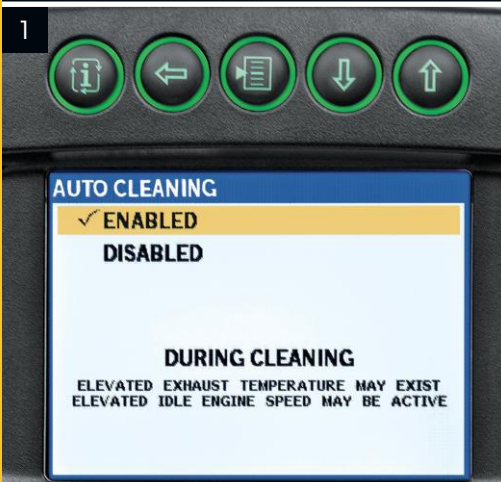 1
i
AUTO CLEANING
✓ ENABLED
DISABLED
DURING CLEANING
ELEVATED EXHAUST TEMPERATURE MAY EXIST
ELEVATED IDLE ENGINE SPEED MAY BE ACTIVE